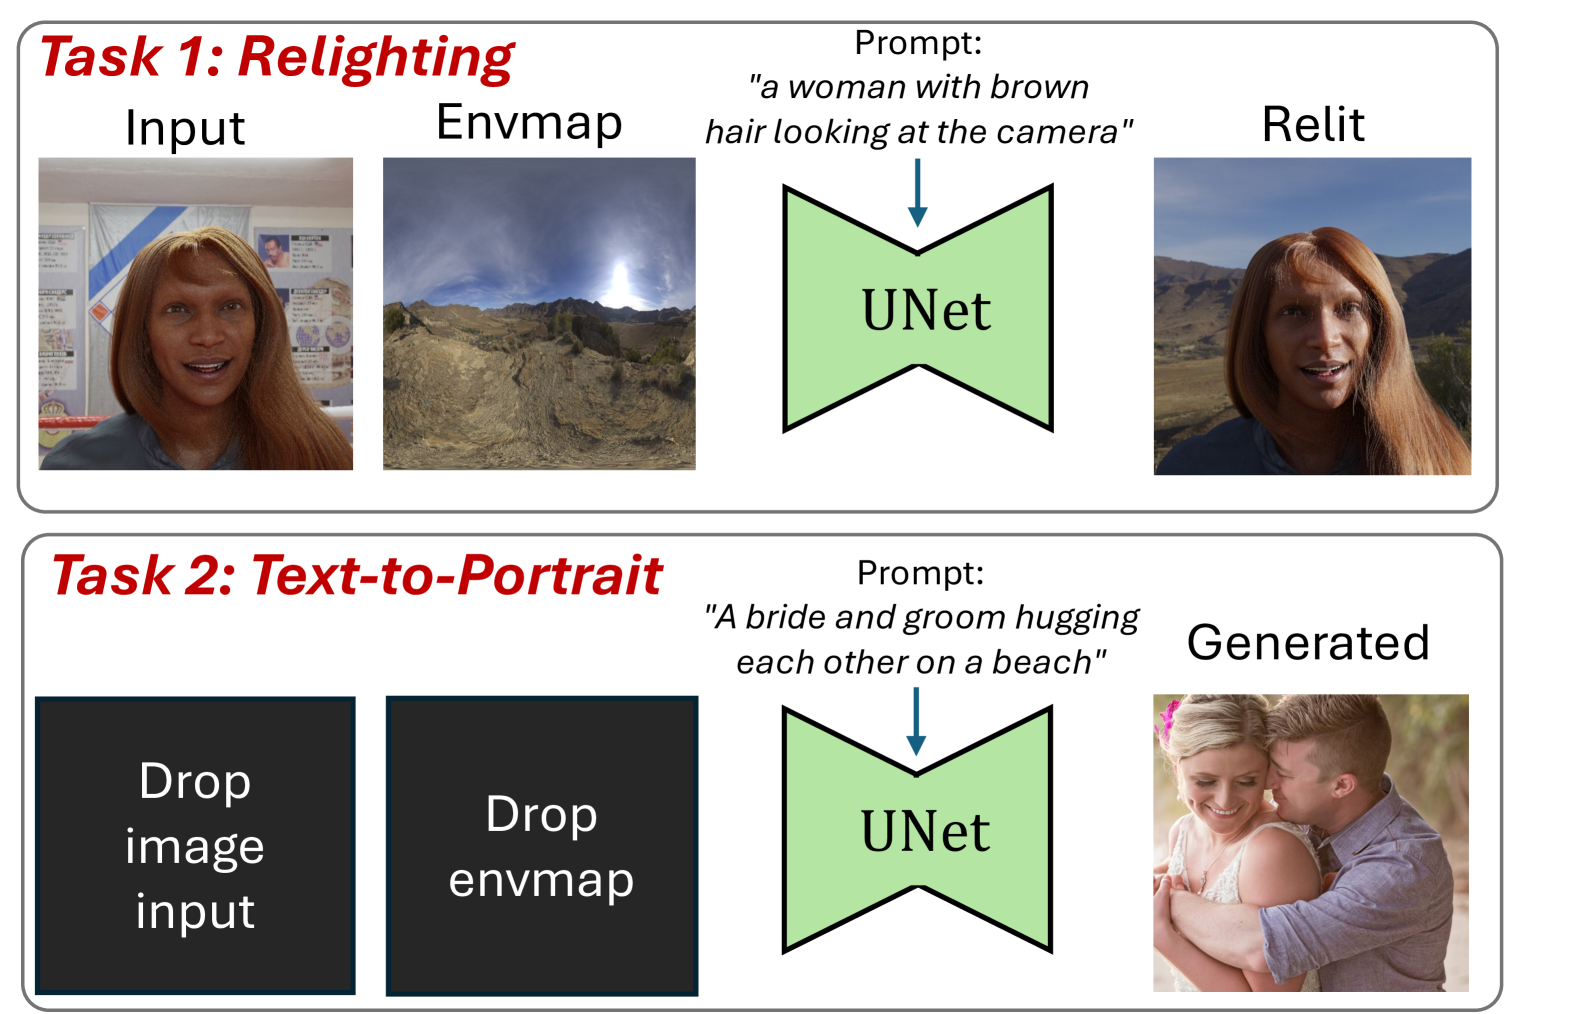 Task 1: Relighting
Input
Envmap
Prompt:
"a woman with brown
hair looking at the camera"
UNet
Relit
Task 2: Text-to-Portrait
Drop
image
input
Drop
envmap
Prompt:
"A bride and groom hugging
each other on a beach"
UNet
Generated